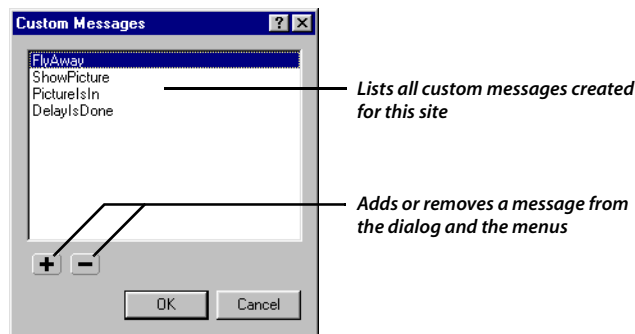 Custom Messages
FlyAway
ShowPicture
PictureIsIn
DelayIsDone
Lists all custom messages created
for this site
Adds or removes a message from
the dialog and the menus
OK
Cancel